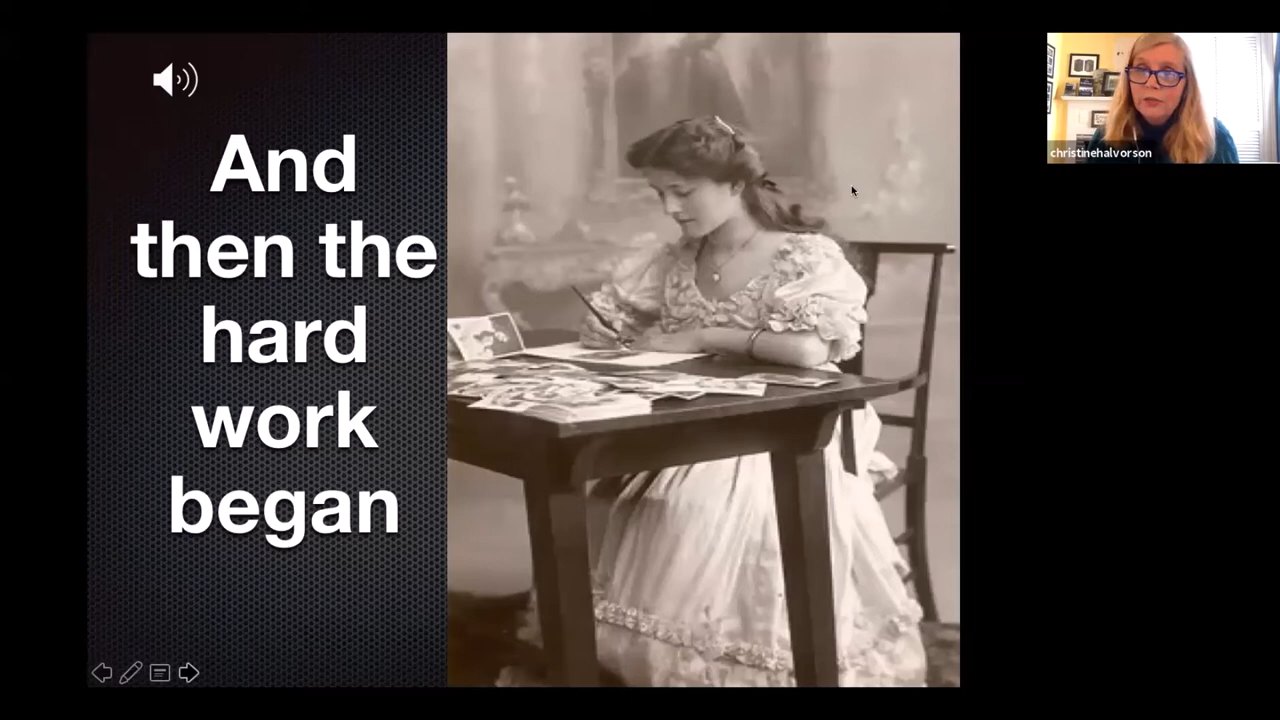 And
then the
hard
work
began
christinehalvorson